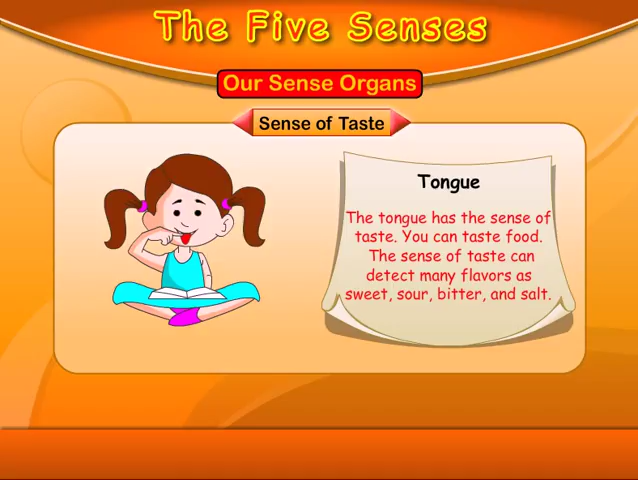 The Five Senses
Our Sense Organs
Sense of Taste
Tongue
The tongue has the sense of
taste. You can taste food.
The sense of taste can
detect many flavors as
sweet, sour, bitter, and salt.